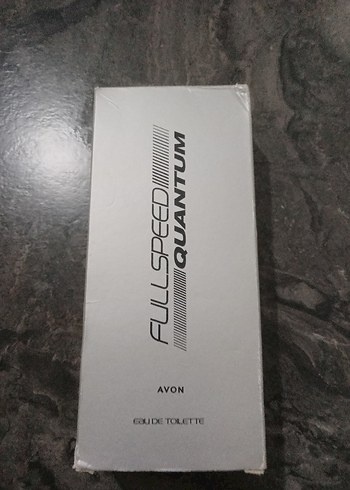 FULLSPEED
QUANTUM
AVON
EAU DE TOILETTE